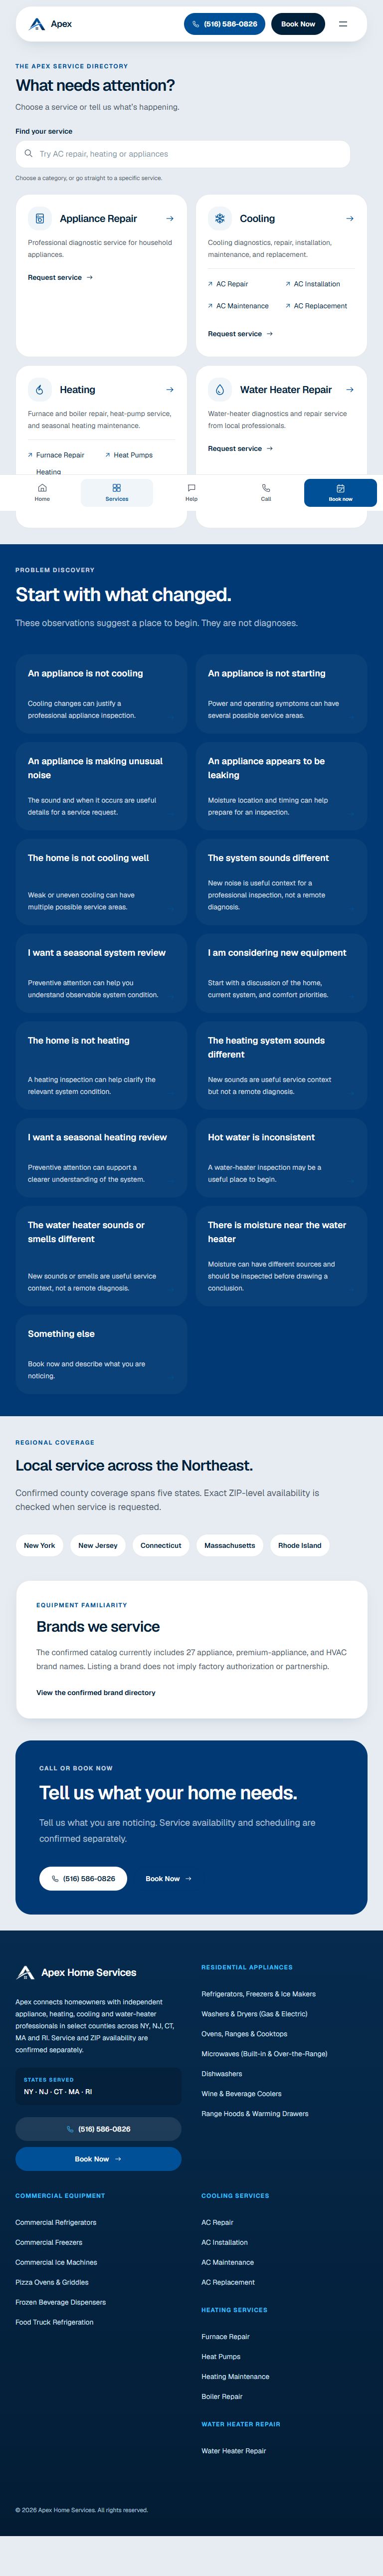 Apex
(516) 586-0826
Book Now
THE APEX SERVICE DIRECTORY
What needs attention?
Choose a service or tell us what's happening.
Find your service
Try AC repair, heating or appliances
Choose a category, or go straight to a specific service.
Appliance Repair
Professional diagnostic service for household
appliances.
Request service
Cooling
Cooling diagnostics, repair, installation,
maintenance, and replacement.
AC Repair
AC Installation
AC Maintenance
AC Replacement
Request service
Heating
Furnace and boiler repair, heat-pump service,
and seasonal heating maintenance.
Furnace Repair
Heat Pumps
Heating
Water Heater Repair
Water-heater diagnostics and repair service
from local professionals.
Request service
Home
Services
Help
Call
Book now
PROBLEM DISCOVERY
Start with what changed.
These observations suggest a place to begin. They are not diagnoses.
An appliance is not cooling
Cooling changes can justify a
professional appliance inspection.
An appliance is not starting
Power and operating symptoms can have
several possible service areas.
An appliance is making unusual
noise
The sound and when it occurs are useful
details for a service request.
An appliance appears to be
leaking
Moisture location and timing can help
prepare for an inspection.
The home is not cooling well
Weak or uneven cooling can have
multiple possible service areas.
The system sounds different
New noise is useful context for a
professional inspection, not a remote
diagnosis.
I want a seasonal system review
Preventive attention can help you
understand observable system condition.
I am considering new equipment
Start with a discussion of the home,
current system, and comfort priorities.
The home is not heating
A heating inspection can help clarify the
relevant system condition.
The heating system sounds
different
New sounds are useful service context
but not a remote diagnosis.
I want a seasonal heating review
Preventive attention can support a
clearer understanding of the system.
Hot water is inconsistent
A water-heater inspection may be a
useful place to begin.
The water heater sounds or
smells different
New sounds or smells are useful service
context, not a remote diagnosis.
There is moisture near the water
heater
Moisture can have different sources and
should be inspected before drawing a
conclusion.
Something else
Book now and describe what you are
noticing.
REGIONAL COVERAGE
Local service across the Northeast.
Confirmed county coverage spans five states. Exact ZIP-level availability is
checked when service is requested.
New York
New Jersey
Connecticut
Massachusetts
Rhode Island
EQUIPMENT FAMILIARITY
Brands we service
The confirmed catalog currently includes 27 appliance, premium-appliance, and HVAC
brand names. Listing a brand does not imply factory authorization or partnership.
View the confirmed brand directory
CALL OR BOOK NOW
Tell us what your home needs.
Tell us what you are noticing. Service availability and scheduling are
confirmed separately.
(516) 586-0826
Book Now
Apex Home Services
Apex connects homeowners with independent
appliance, heating, cooling and water-heater
professionals in select counties across NY, NJ, CT,
MA and RI. Service and ZIP availability are
confirmed separately.
STATES SERVED
NY · NJ · CT · MA · RI
(516) 586-0826
Book Now
RESIDENTIAL APPLIANCES
Refrigerators, Freezers & Ice Makers
Washers & Dryers (Gas & Electric)
Ovens, Ranges & Cooktops
Microwaves (Built-in & Over-the-Range)
Dishwashers
Wine & Beverage Coolers
Range Hoods & Warming Drawers
COMMERCIAL EQUIPMENT
Commercial Refrigerators
Commercial Freezers
Commercial Ice Machines
Pizza Ovens & Griddles
Frozen Beverage Dispensers
Food Truck Refrigeration
COOLING SERVICES
AC Repair
AC Installation
AC Maintenance
AC Replacement
HEATING SERVICES
Furnace Repair
Heat Pumps
Heating Maintenance
Boiler Repair
WATER HEATER REPAIR
Water Heater Repair
© 2026 Apex Home Services. All rights reserved.